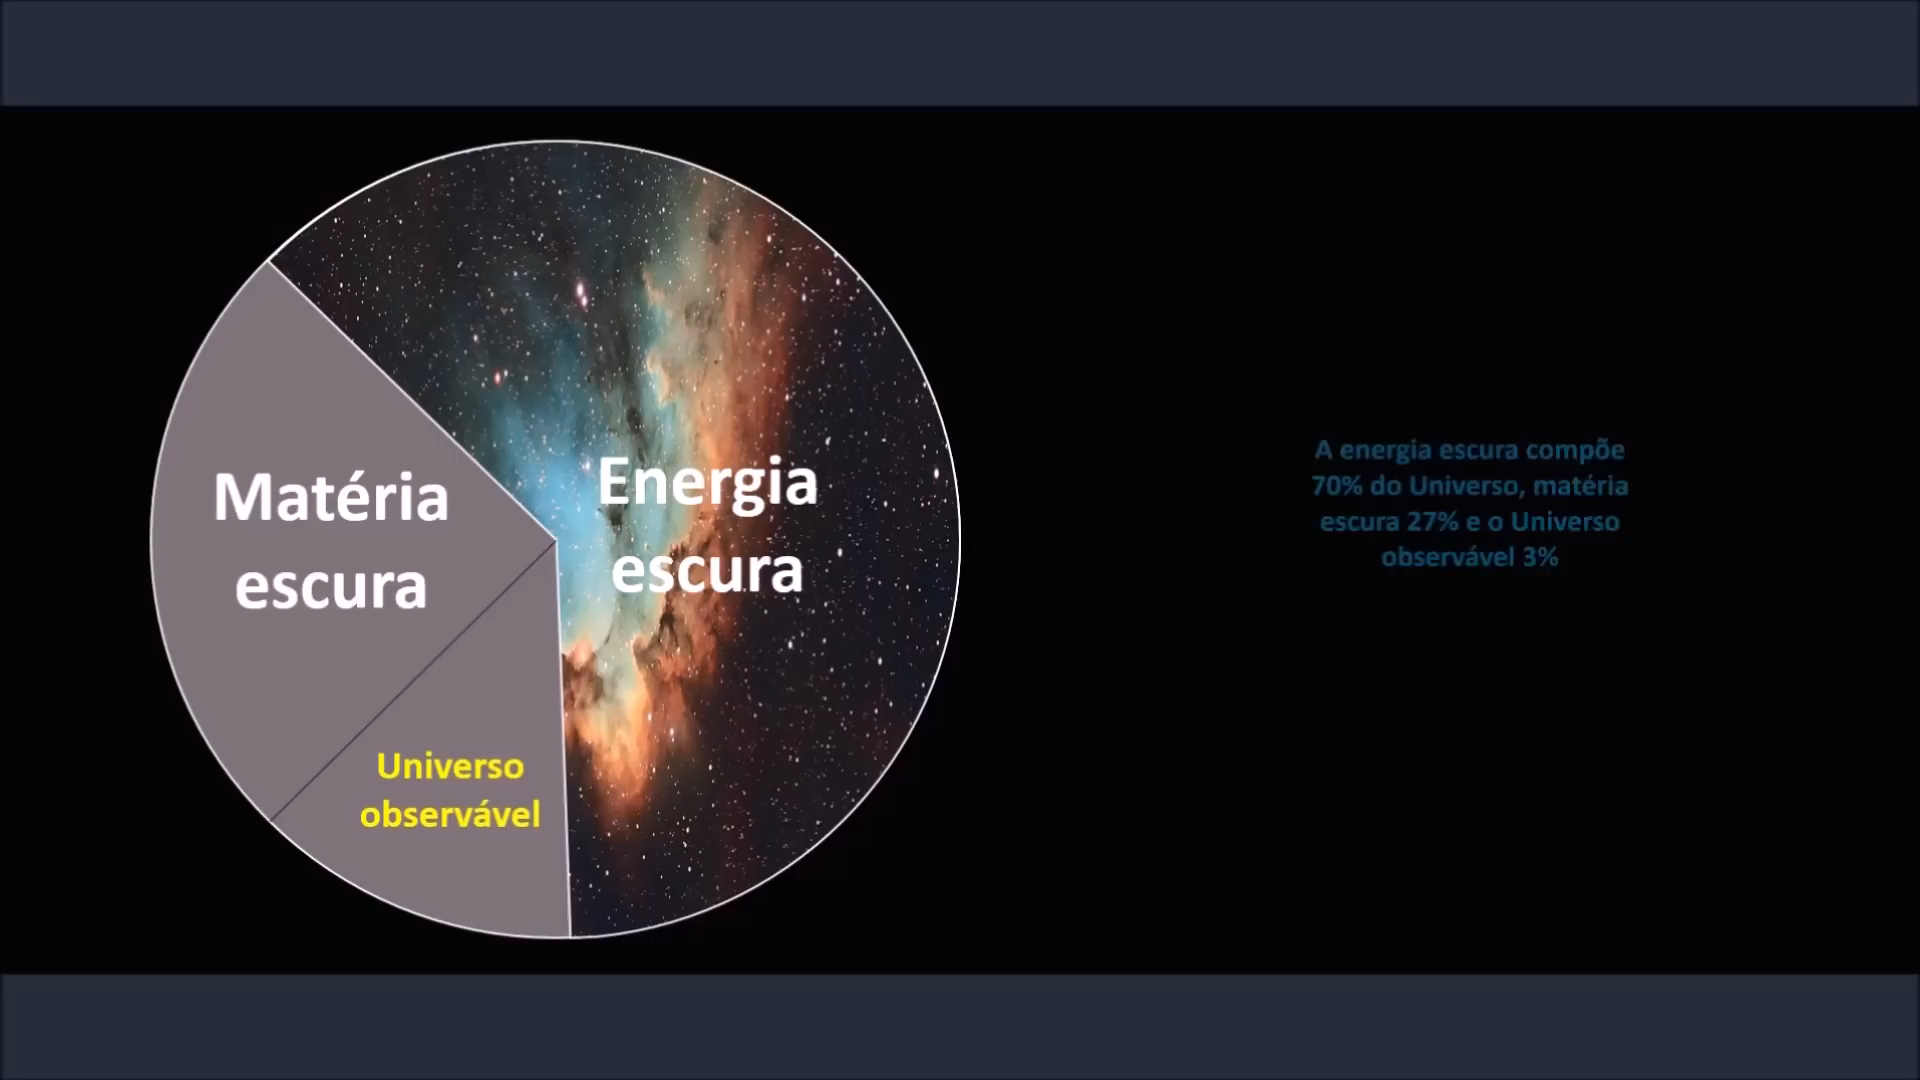 Matéria
escura
Energia
escura
Universo
observável
A energia escura compõe
70% do Universo, matéria
escura 27% e o Universo
observável 3%